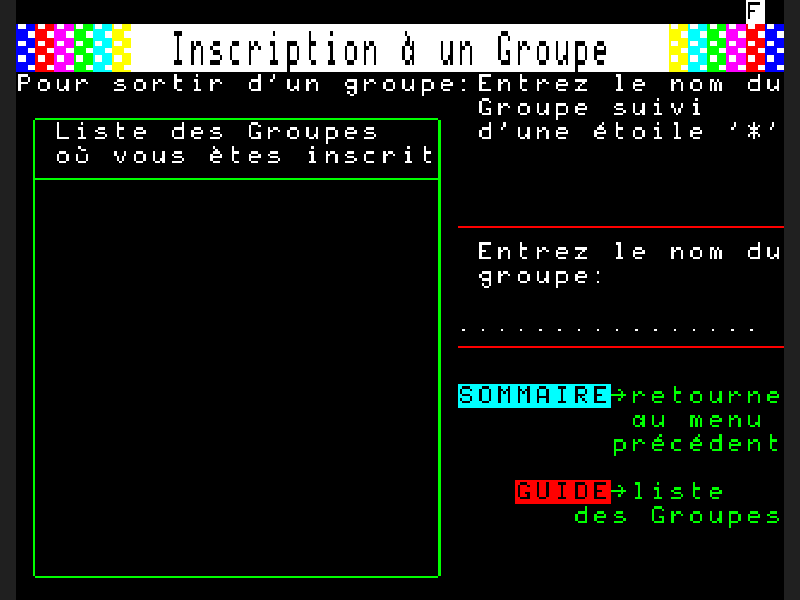 F
Inscription à un Groupe
Pour sortir d'un groupe: Entrez le nom du
Groupe suivi
d'une étoile '*'
Liste des Groupes
où vous ètes inscrit
Entrez le nom du
groupe:
................
SOMMAIRE→retourne
au menu
précédent
GUIDE→liste
des Groupes